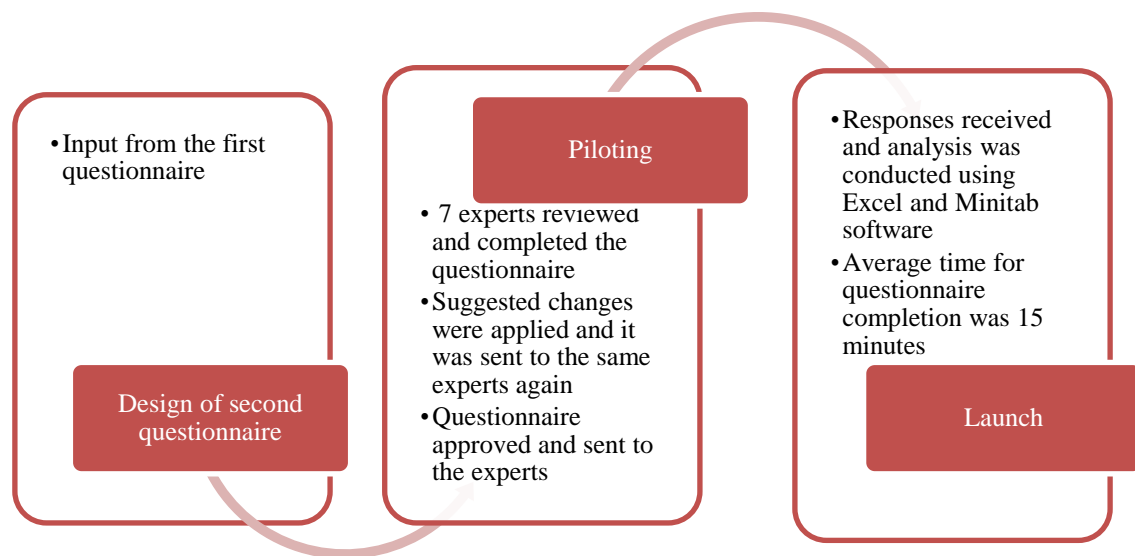 •Input from the first
questionnaire
Design of second
questionnaire
Piloting
• 7 experts reviewed
and completed the
questionnaire
•Suggested changes
were applied and it
was sent to the same
experts again
•Questionnaire
approved and sent to
the experts
•Responses received
and analysis was
conducted using
Excel and Minitab
software
•Average time for
questionnaire
completion was 15
minutes
Launch